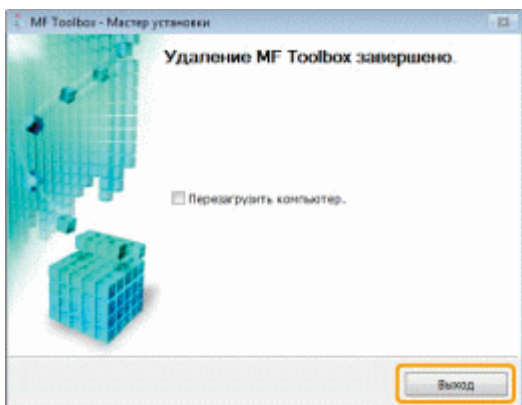 MF Toolbox - Мастер установки
Удаление MF Toolbox завершено.
Перезагрузить компьютер.
Выход